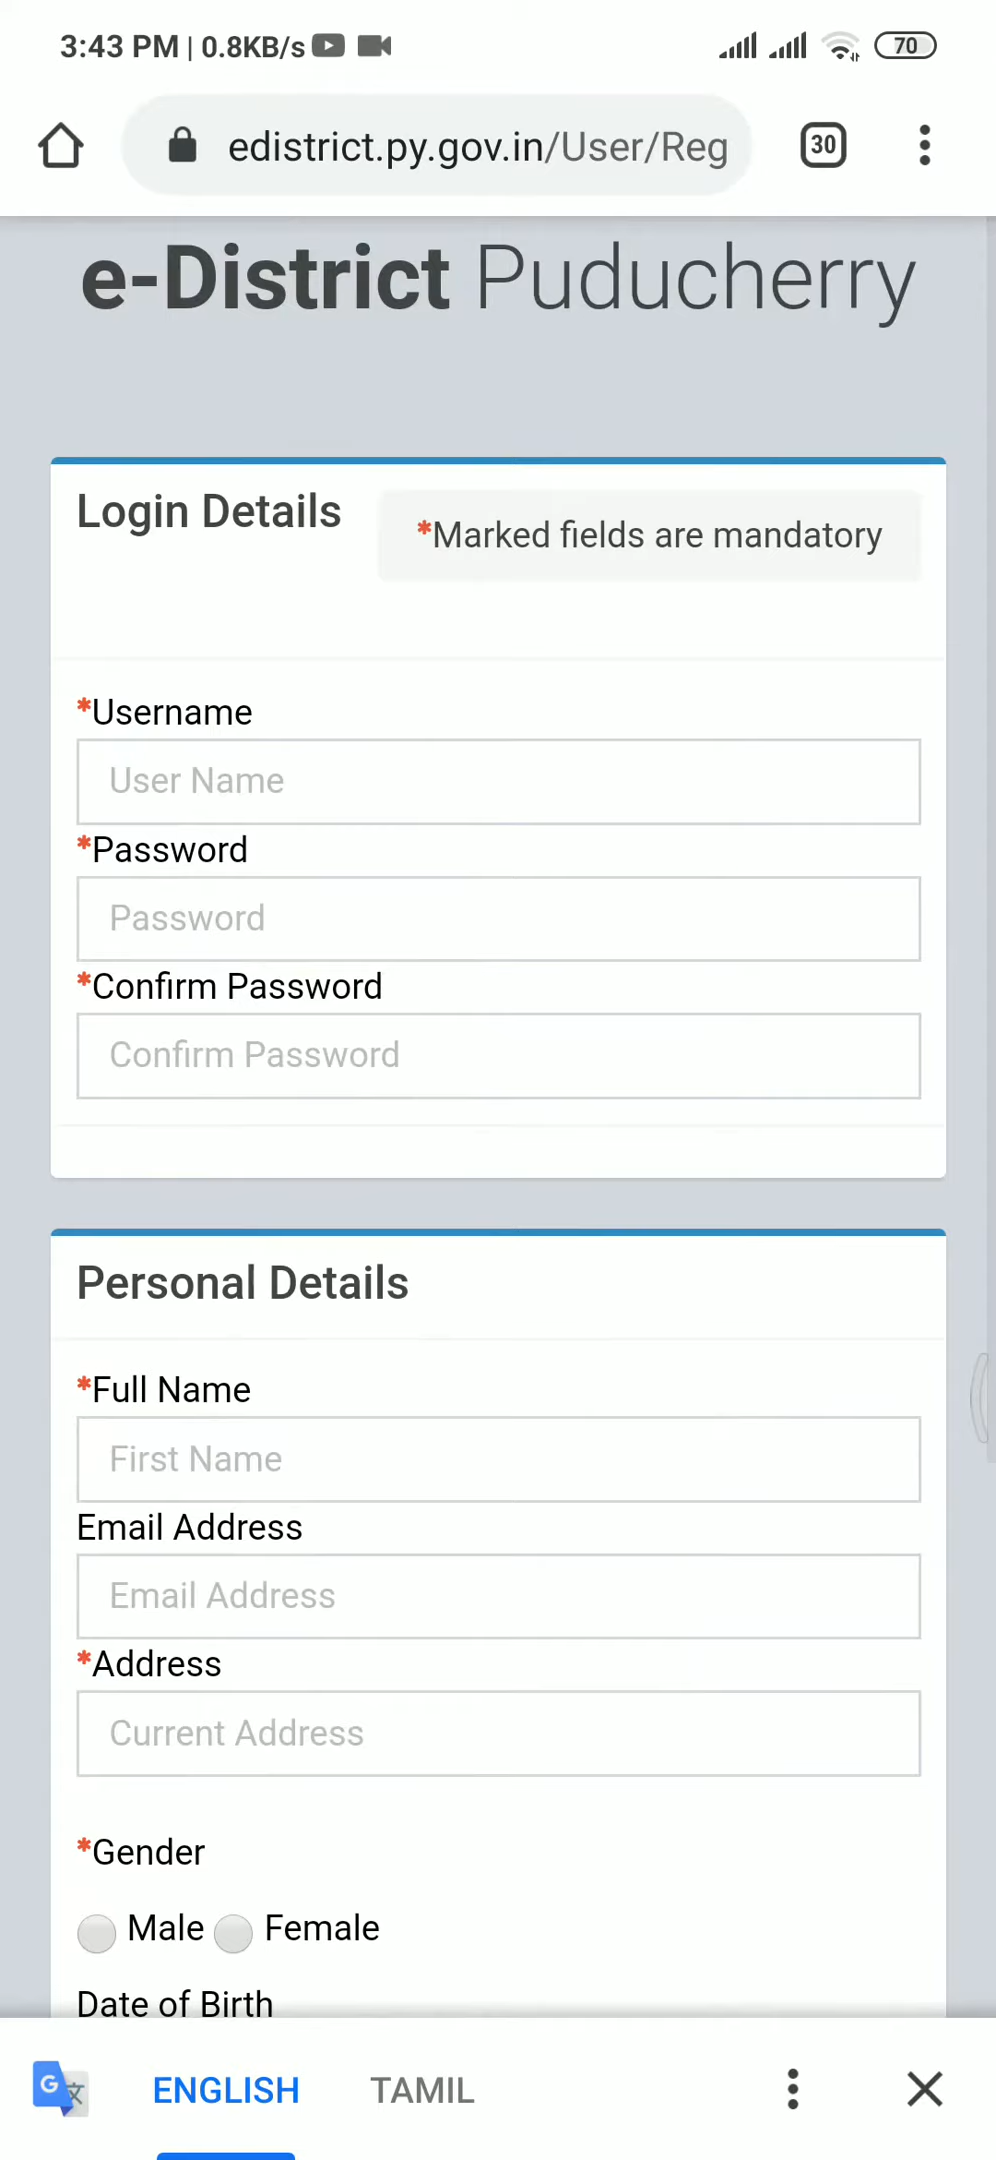 3:43 PM | 0.8KB/s
70
edistrict.py.gov.in/User/Reg
30
e-District Puducherry
Login Details
*Marked fields are mandatory
*Username
User Name
*Password
Password
*Confirm Password
Confirm Password
Personal Details
*Full Name
First Name
Email Address
Email Address
*Address
Current Address
*Gender
Male Female
Date of Birth
G 文 ENGLISH TAMIL